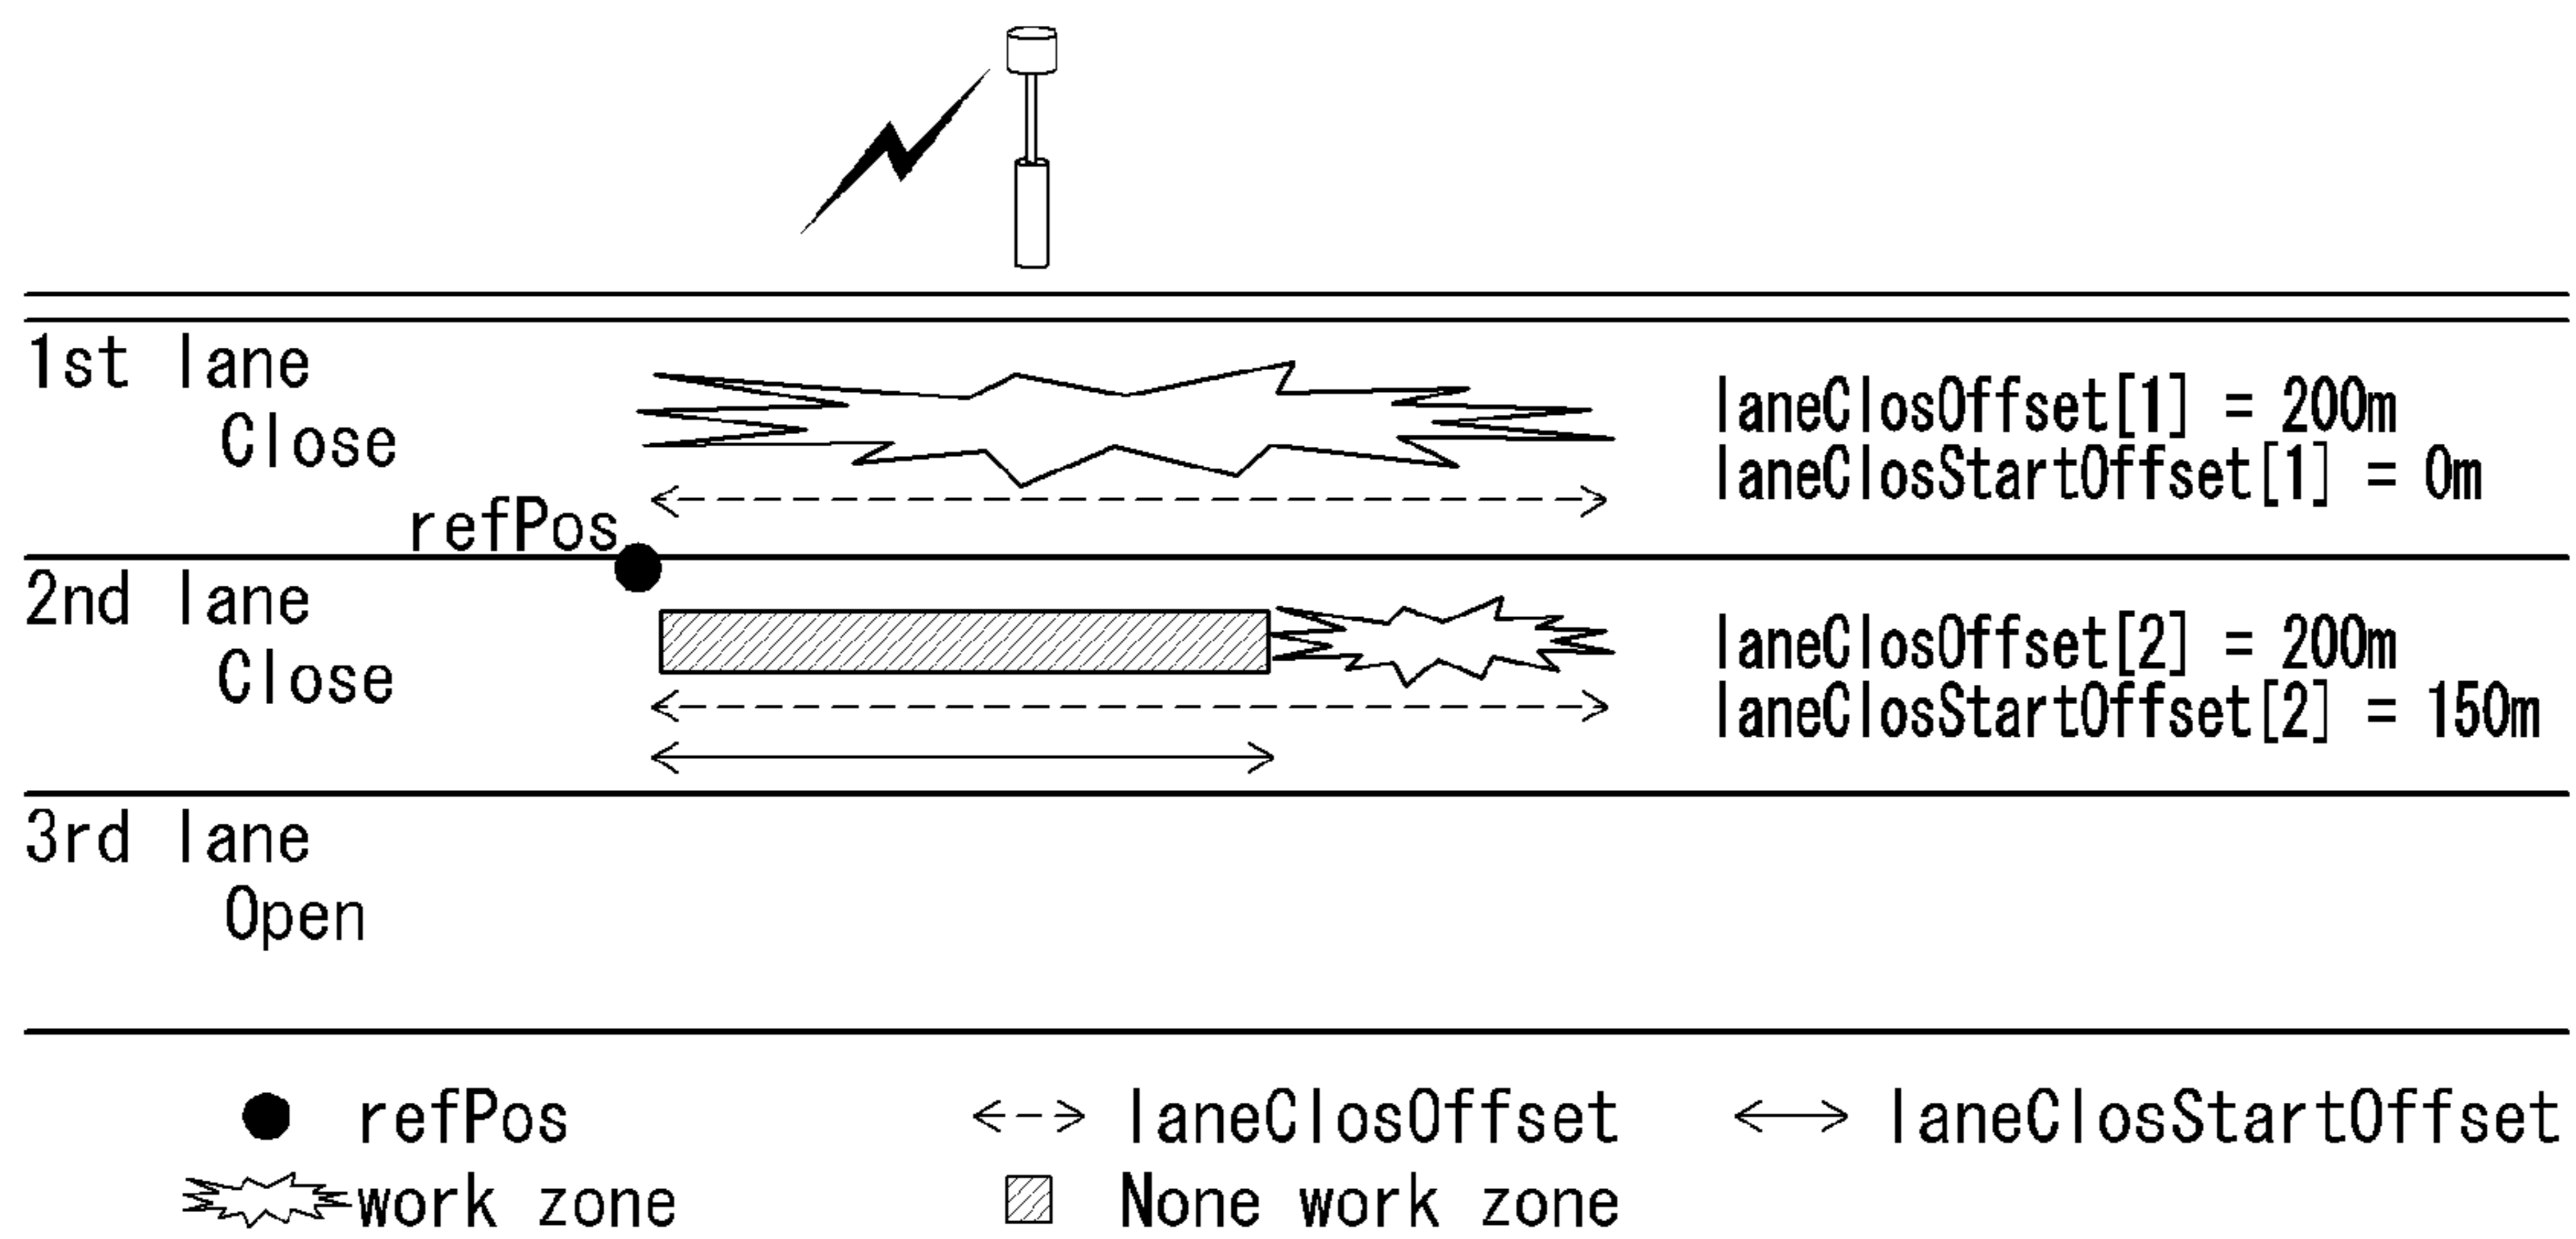 1st lane
Close
laneClosOffset[1] = 200m
laneClosStartOffset[1] = 0m
refPos
2nd lane
Close
laneClosOffset[2] = 200m
laneClosStartOffset[2] = 150m
3rd lane
Open
refPos
laneClosOffset
laneClosStartOffset
work zone
None work zone